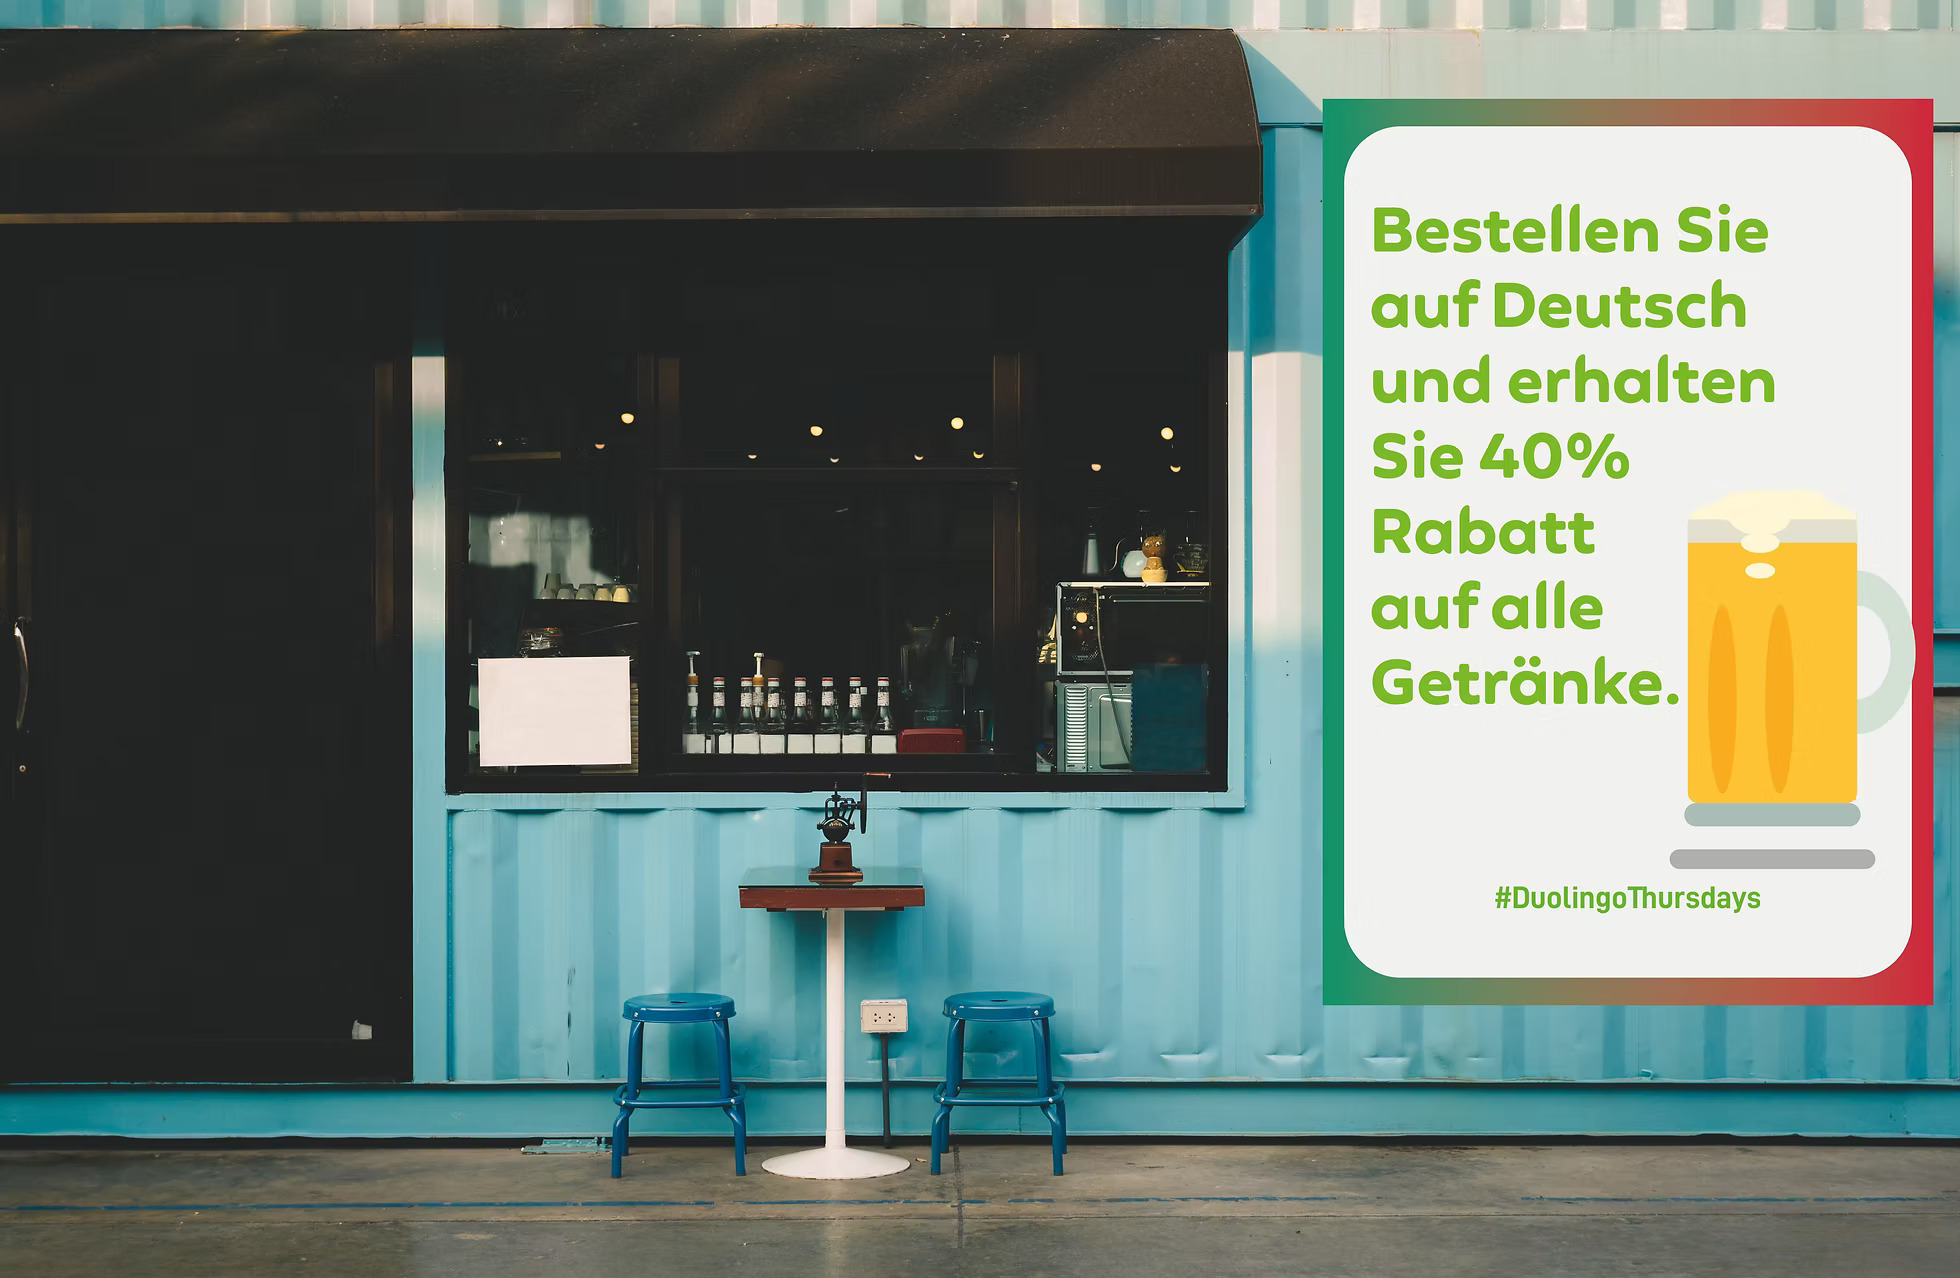 Bestellen Sie
auf Deutsch
und erhalten
Sie 40%
Rabatt
auf alle
Getränke.
#DuolingoThursdays